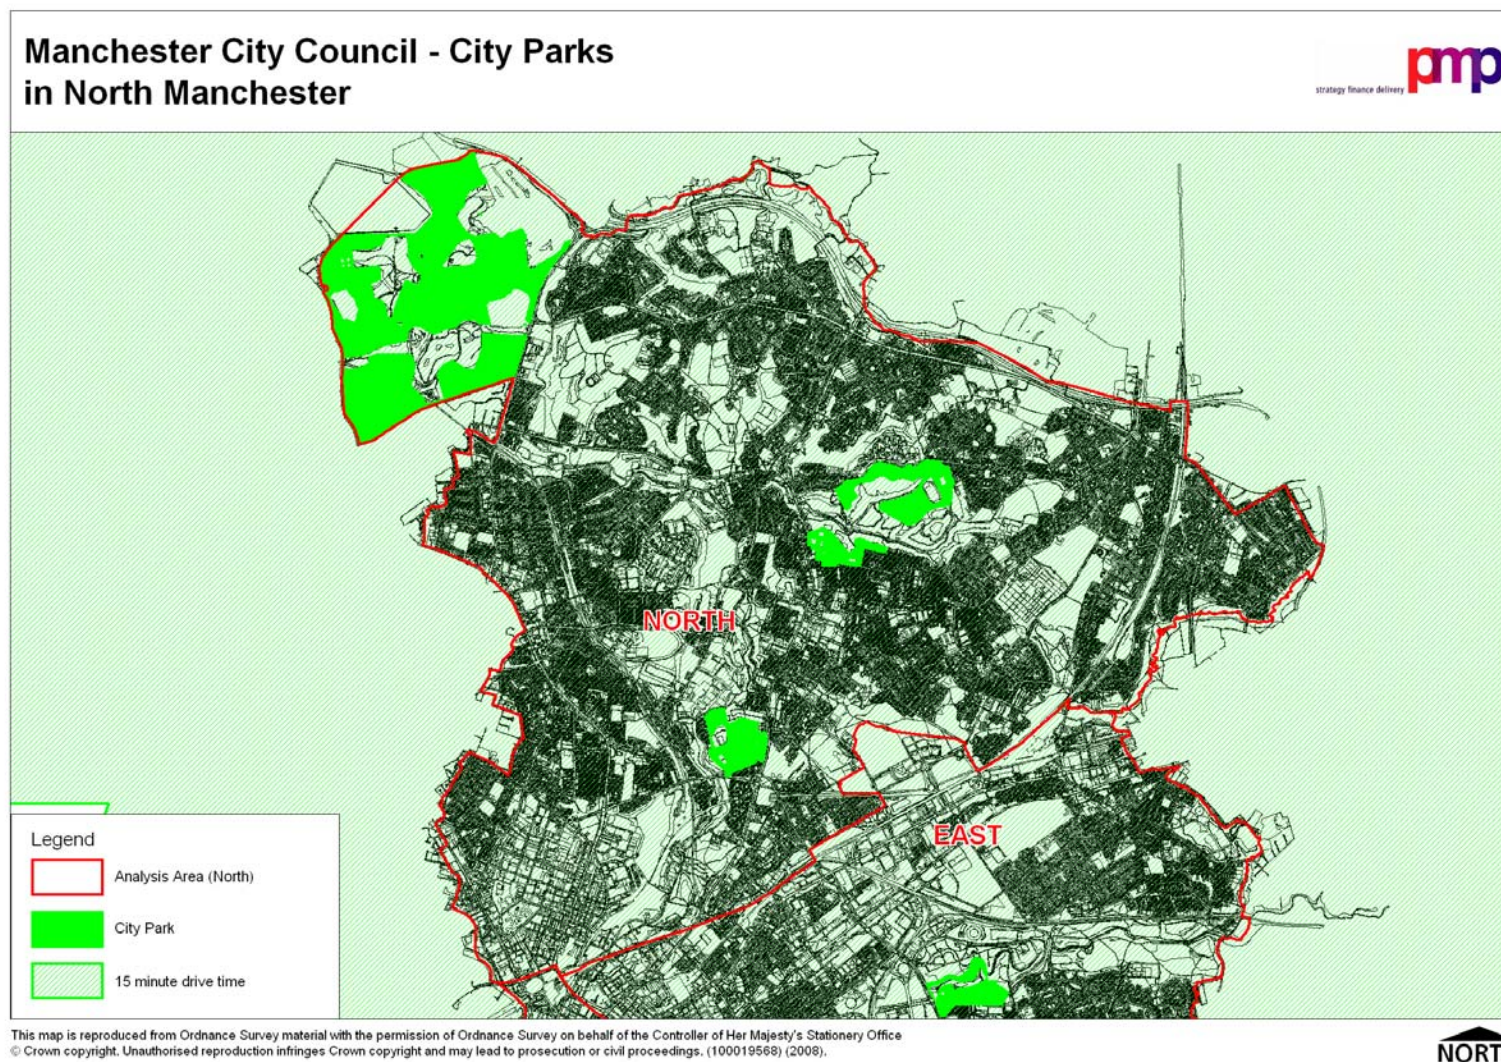 Manchester City Council - City Parks
in North Manchester
strategy finance delivery pmp
NORTH
EAST
Legend
Analysis Area (North)
City Park
15 minute drive time
This map is reproduced from Ordnance Survey material with the permission of Ordnance Survey on behalf of the Controller of Her Majesty's Stationery Office
© Crown copyright. Unauthorised reproduction infringes Crown copyright and may lead to prosecution or civil proceedings. (100019568) (2008).
NORT